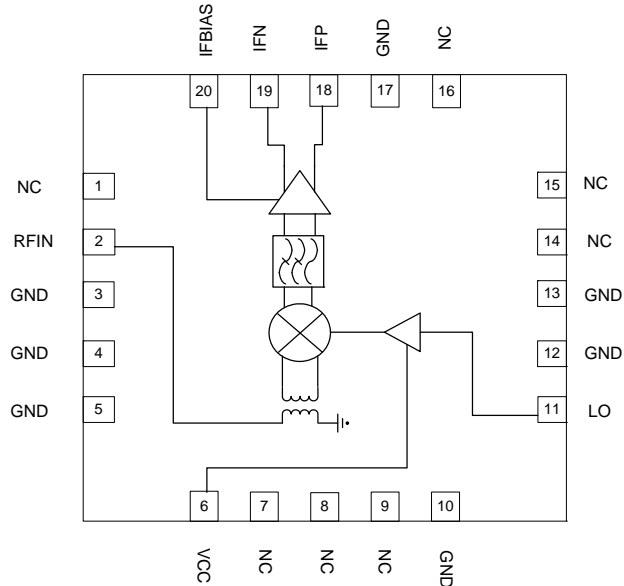 IFBIAS
IFN
IFP
GND
NC
20
19
18
17
16
NC
1
RFIN
2
GND
3
GND
4
GND
5
15
NC
14
NC
13
GND
12
GND
11
LO
6
7
8
9
10
VCC
NC
NC
NC
GND